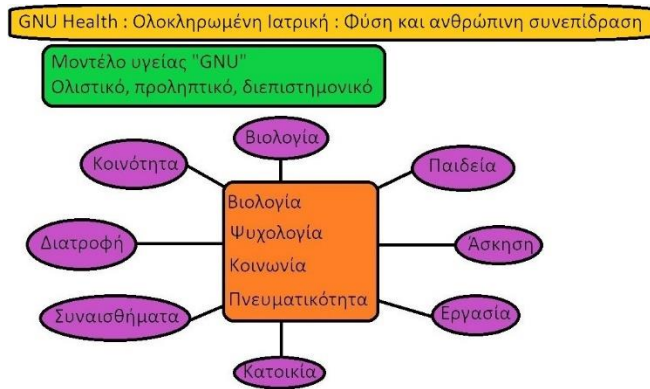 GNU Health : Ολοκληρωμένη Ιατρική : Φύση και ανθρώπινη συνεπίδραση
Μοντέλο υγείας "GNU"
Ολιστικό, προληπτικό, διεπιστημονικό
Βιολογία
Κοινότητα
Παιδεία
Βιολογία
Ψυχολογία
Κοινωνία
Πνευματικότητα
Διατροφή
Άσκηση
Συναισθήματα
Εργασία
Κατοικία